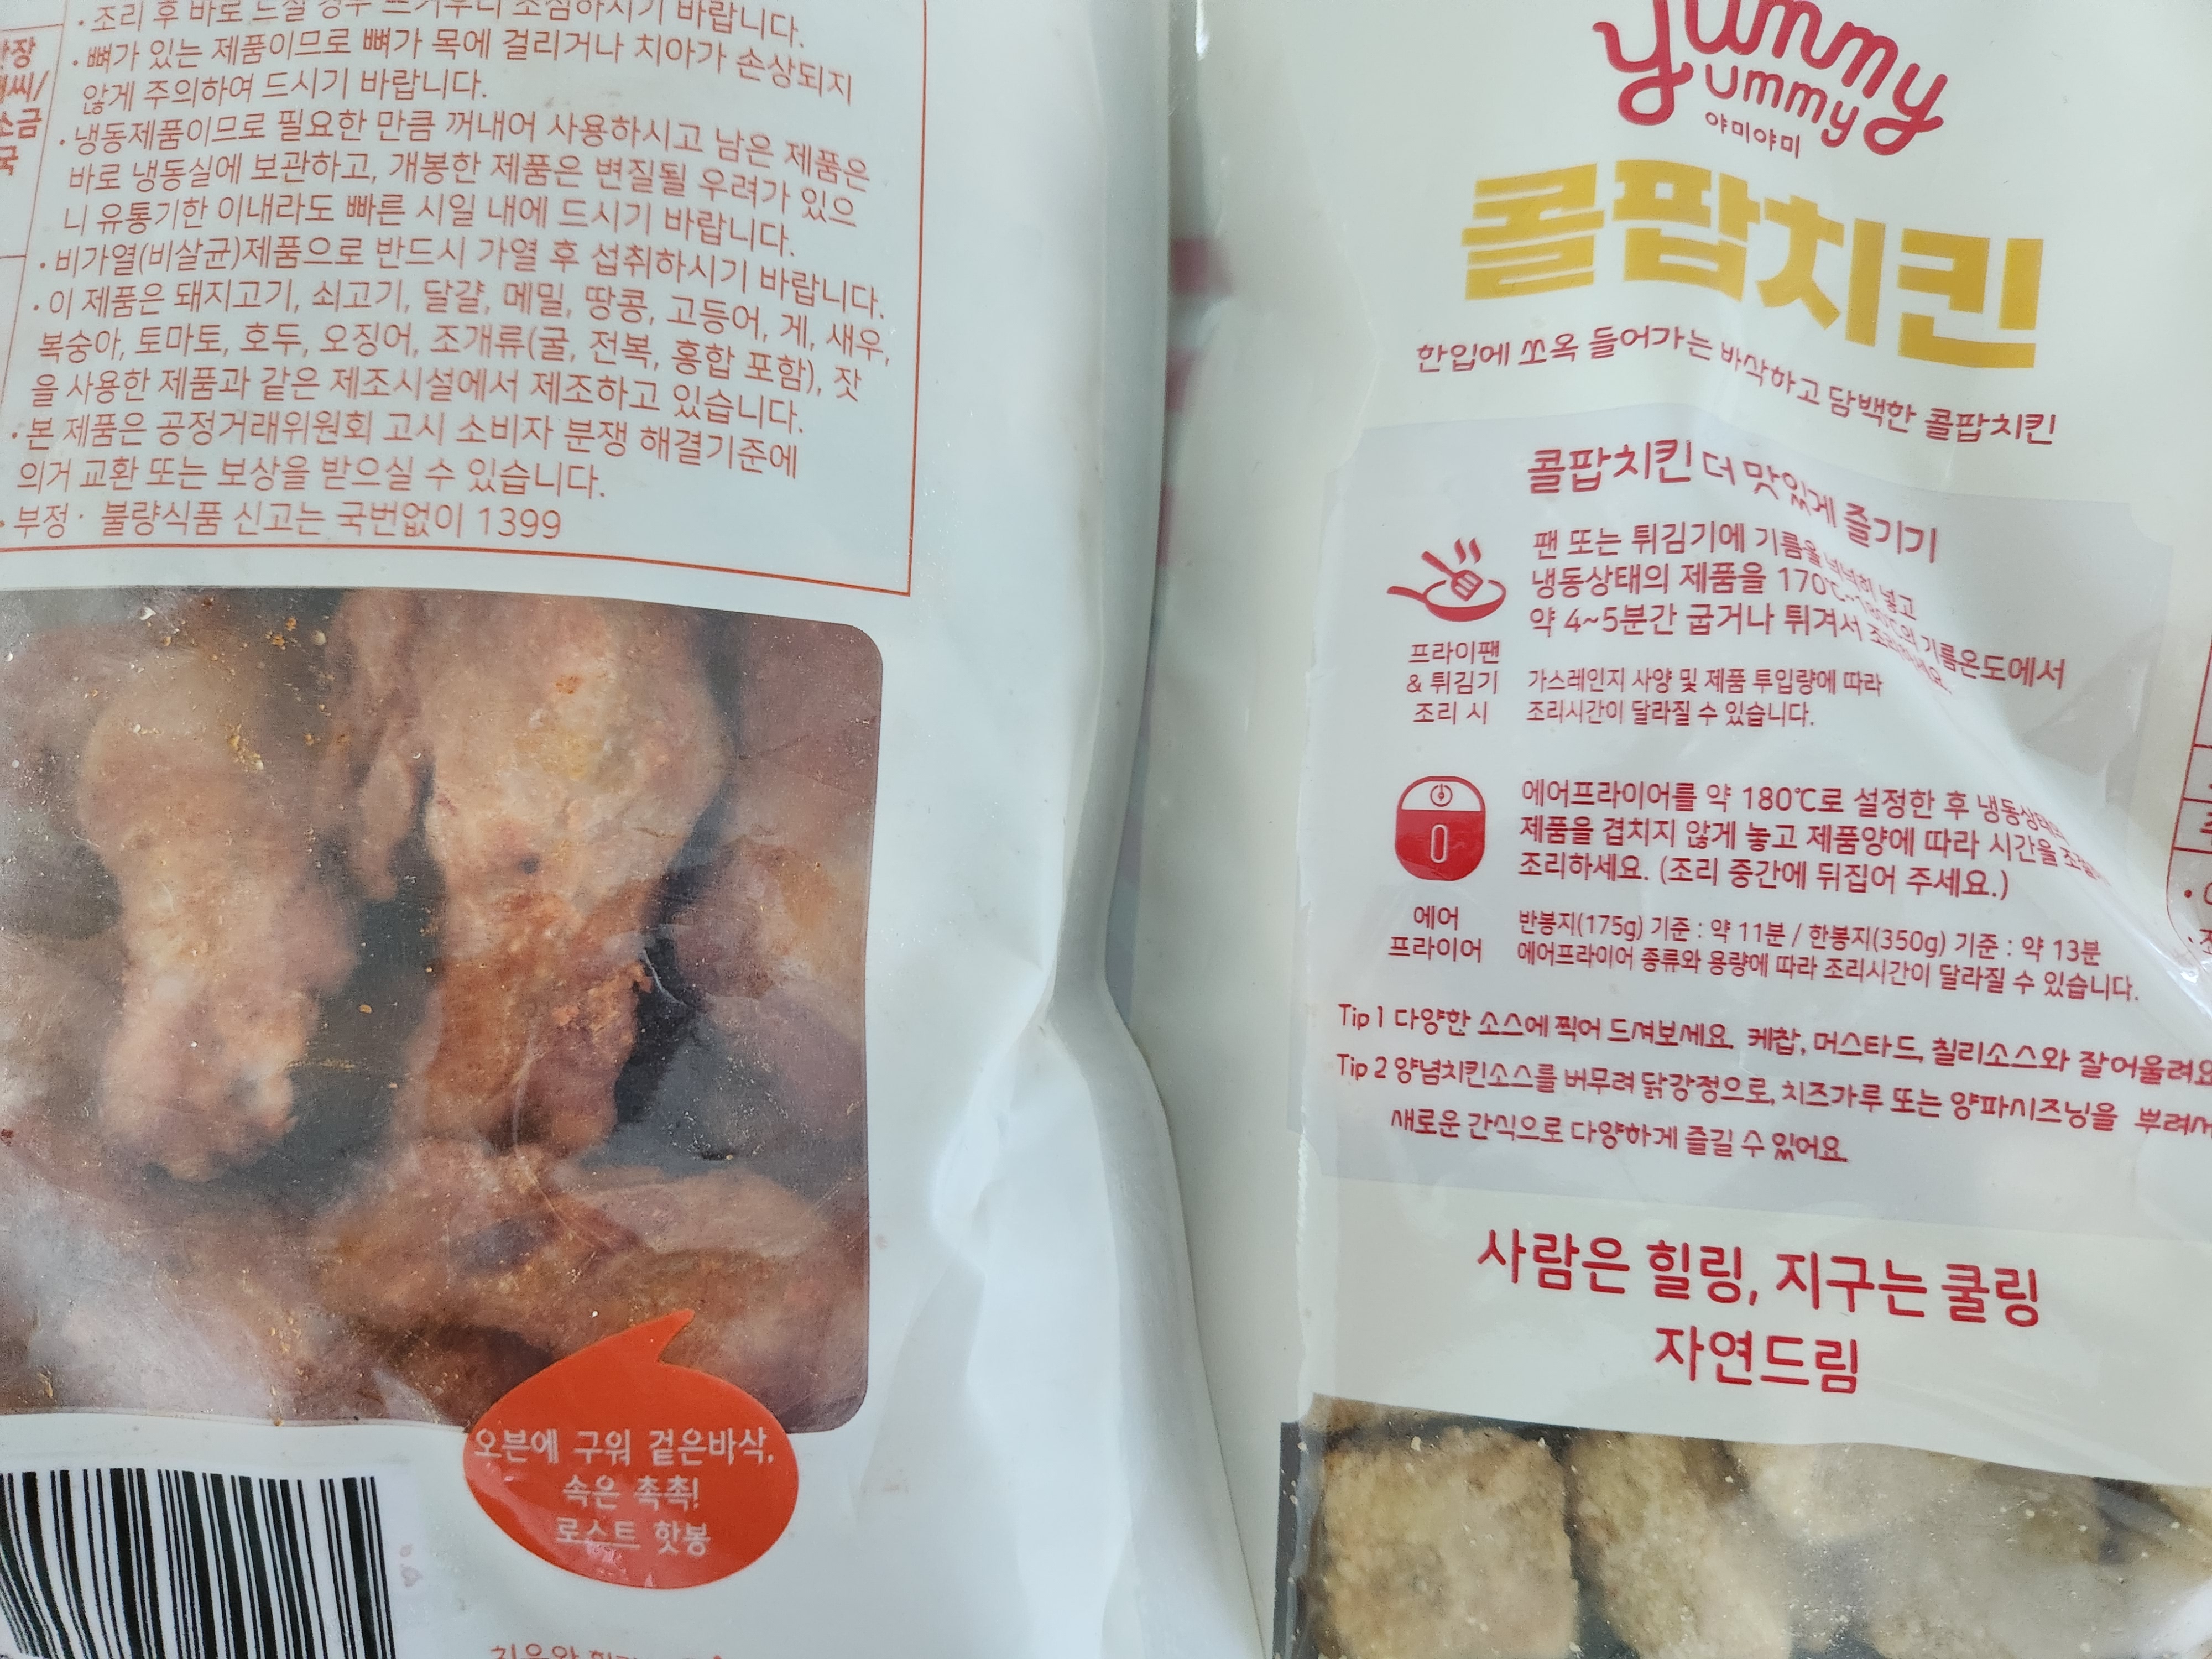 · 조리 후 바로 드실 경우 뜨거우니 조심하시기 바랍니다.
· 뼈가 있는 제품이므로 뼈가 목에 걸리거나 치아가 손상되지
않게 주의하여 드시기 바랍니다.
· 냉동제품이므로 필요한 만큼 꺼내어 사용하시고 남은 제품은
바로 냉동실에 보관하고, 개봉한 제품은 변질될 우려가 있으
니 유통기한 이내라도 빠른 시일 내에 드시기 바랍니다.
· 비가열(비살균)제품으로 반드시 가열 후 섭취하시기 바랍니다.
· 이 제품은 돼지고기, 쇠고기, 달걀, 메밀, 땅콩, 고등어, 게, 새우,
복숭아, 토마토, 호두, 오징어, 조개류(굴, 전복, 홍합 포함), 잣
을 사용한 제품과 같은 제조시설에서 제조하고 있습니다.
· 본 제품은 공정거래위원회 고시 소비자 분쟁 해결기준에
의거 교환 또는 보상을 받으실 수 있습니다.
· 부정 · 불량식품 신고는 국번없이 1399
씨/
소금
국
오븐에 구워 겉은바삭,
속은 촉촉!
로스트 핫봉
yummy
yummy
야미야미
콜팝치킨
한입에 쏘옥 들어가는 바삭하고 담백한 콜팝치킨
콜팝치킨 더 맛있게 즐기기
프라이팬
& 튀김기
조리 시
팬 또는 튀김기에 기름을 넉넉히 넣고
냉동상태의 제품을 170℃~ 기름온도에서
약 4~5분간 굽거나 튀겨서 조리하세요.
가스레인지 사양 및 제품 투입량에 따라
조리시간이 달라질 수 있습니다.
에어
프라이어
에어프라이어를 약 180℃로 설정한 후 냉동상태의
제품을 겹치지 않게 놓고 제품양에 따라 시간을
조리하세요. (조리 중간에 뒤집어 주세요.)
반봉지(175g) 기준 : 약 11분 / 한봉지(350g) 기준 : 약 13분
에어프라이어 종류와 용량에 따라 조리시간이 달라질 수 있습니다.
Tip 1 다양한 소스에 찍어 드셔보세요. 케찹, 머스타드, 칠리소스와 잘어울려요
Tip 2 양념치킨소스를 버무려 닭강정으로, 치즈가루 또는 양파시즈닝을 뿌려서
새로운 간식으로 다양하게 즐길 수 있어요.
사람은 힐링, 지구는 쿨링
자연드림